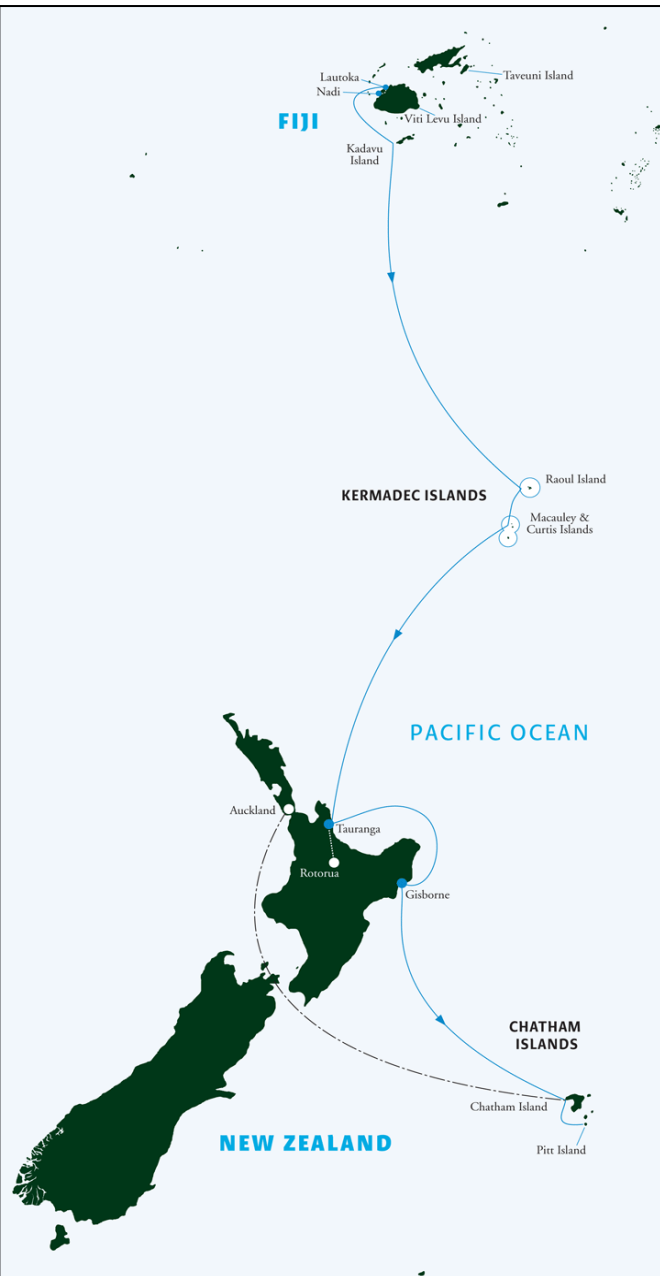 Lautoka
Taveuni Island
Nadi
FIJI
Viti Levu Island
Kadavu
Island
Raoul Island
KERMADEC ISLANDS
Macauley &
Curtis Islands
PACIFIC OCEAN
Auckland
Tauranga
Rotorua
Gisborne
CHATHAM
ISLANDS
Chatham Island
NEW ZEALAND
Pitt Island